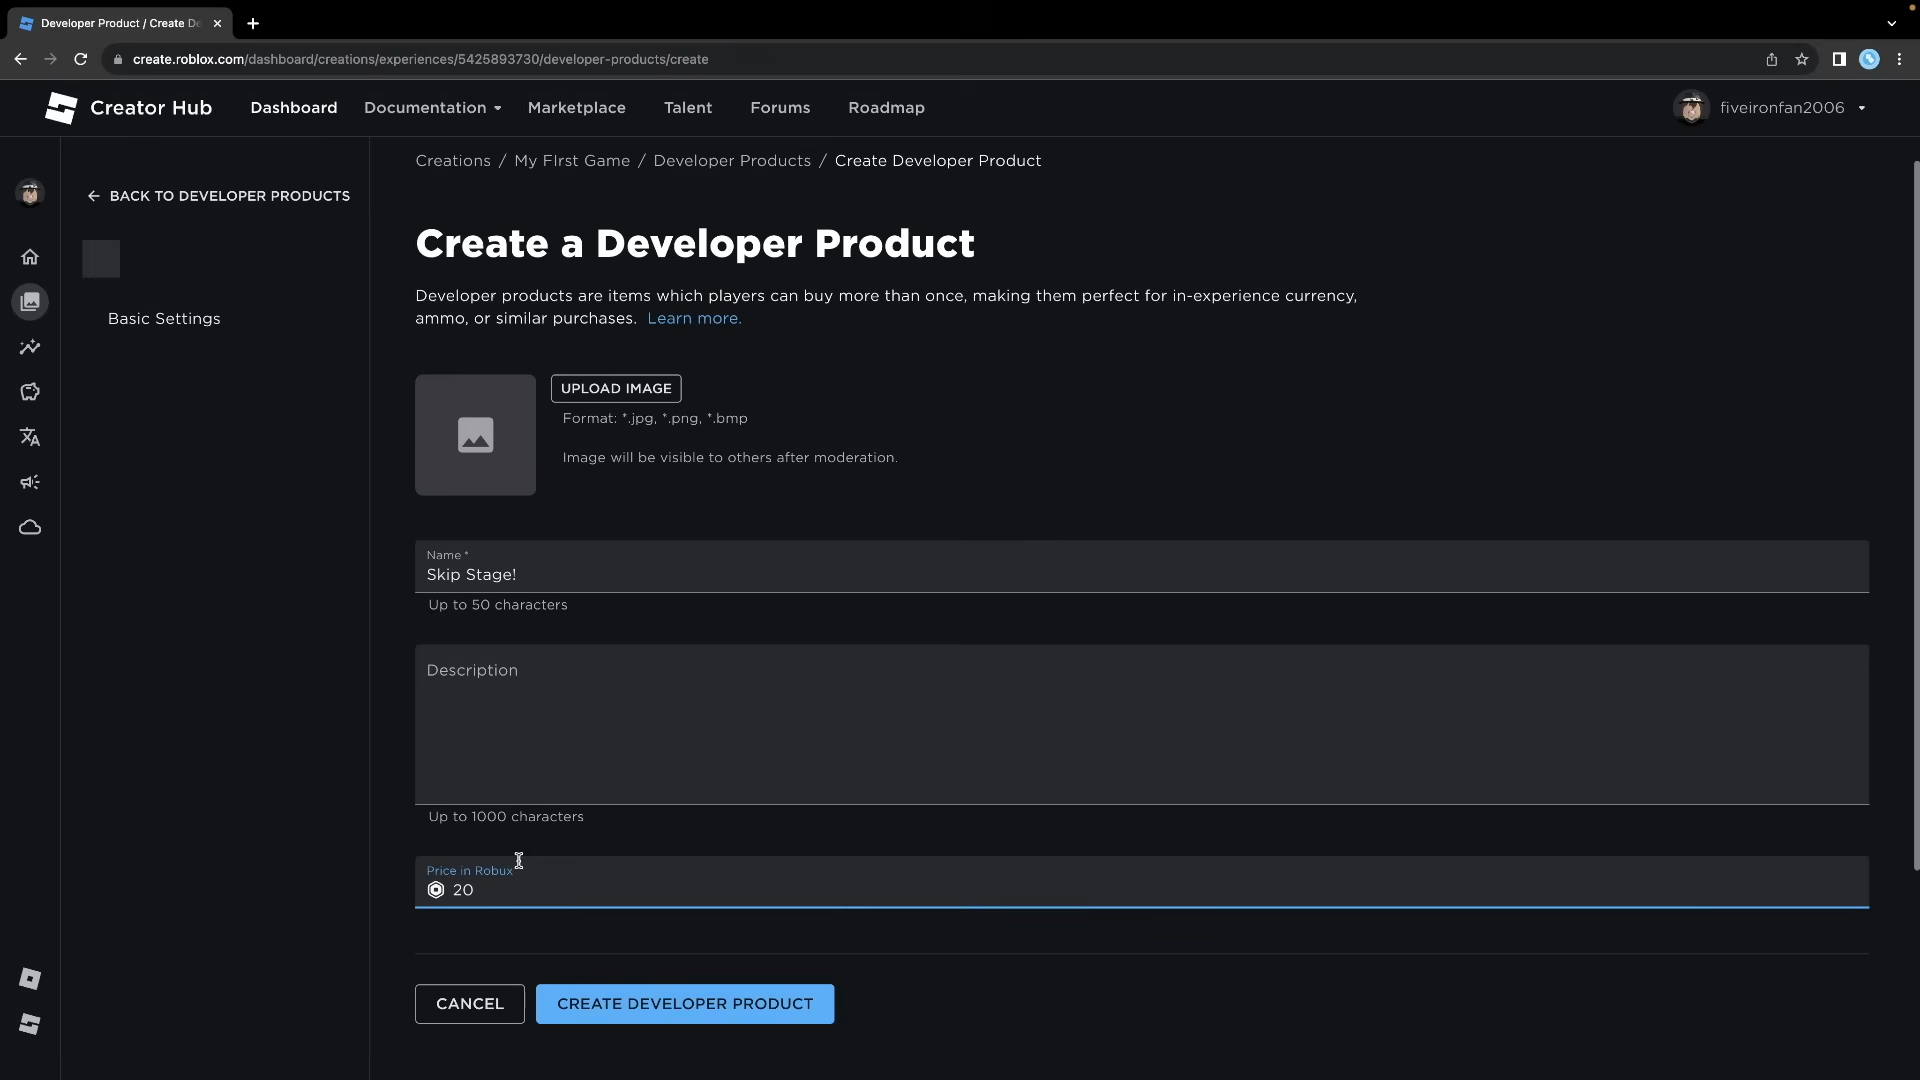 Developer Product / Create De
create.roblox.com/dashboard/creations/experiences/5425893730/developer-products/create
Creator Hub
Dashboard
Documentation
Marketplace
Talent
Forums
Roadmap
fiveironfan2006
Creations / My FIrst Game / Developer Products / Create Developer Product
BACK TO DEVELOPER PRODUCTS
Basic Settings
Create a Developer Product
Developer products are items which players can buy more than once, making them perfect for in-experience currency,
ammo, or similar purchases. Learn more.
UPLOAD IMAGE
Format: *.jpg, *.png, *.bmp
Image will be visible to others after moderation.
Name *
Skip Stage!
Up to 50 characters
Description
Up to 1000 characters
Price in Robux
20
CANCEL
CREATE DEVELOPER PRODUCT